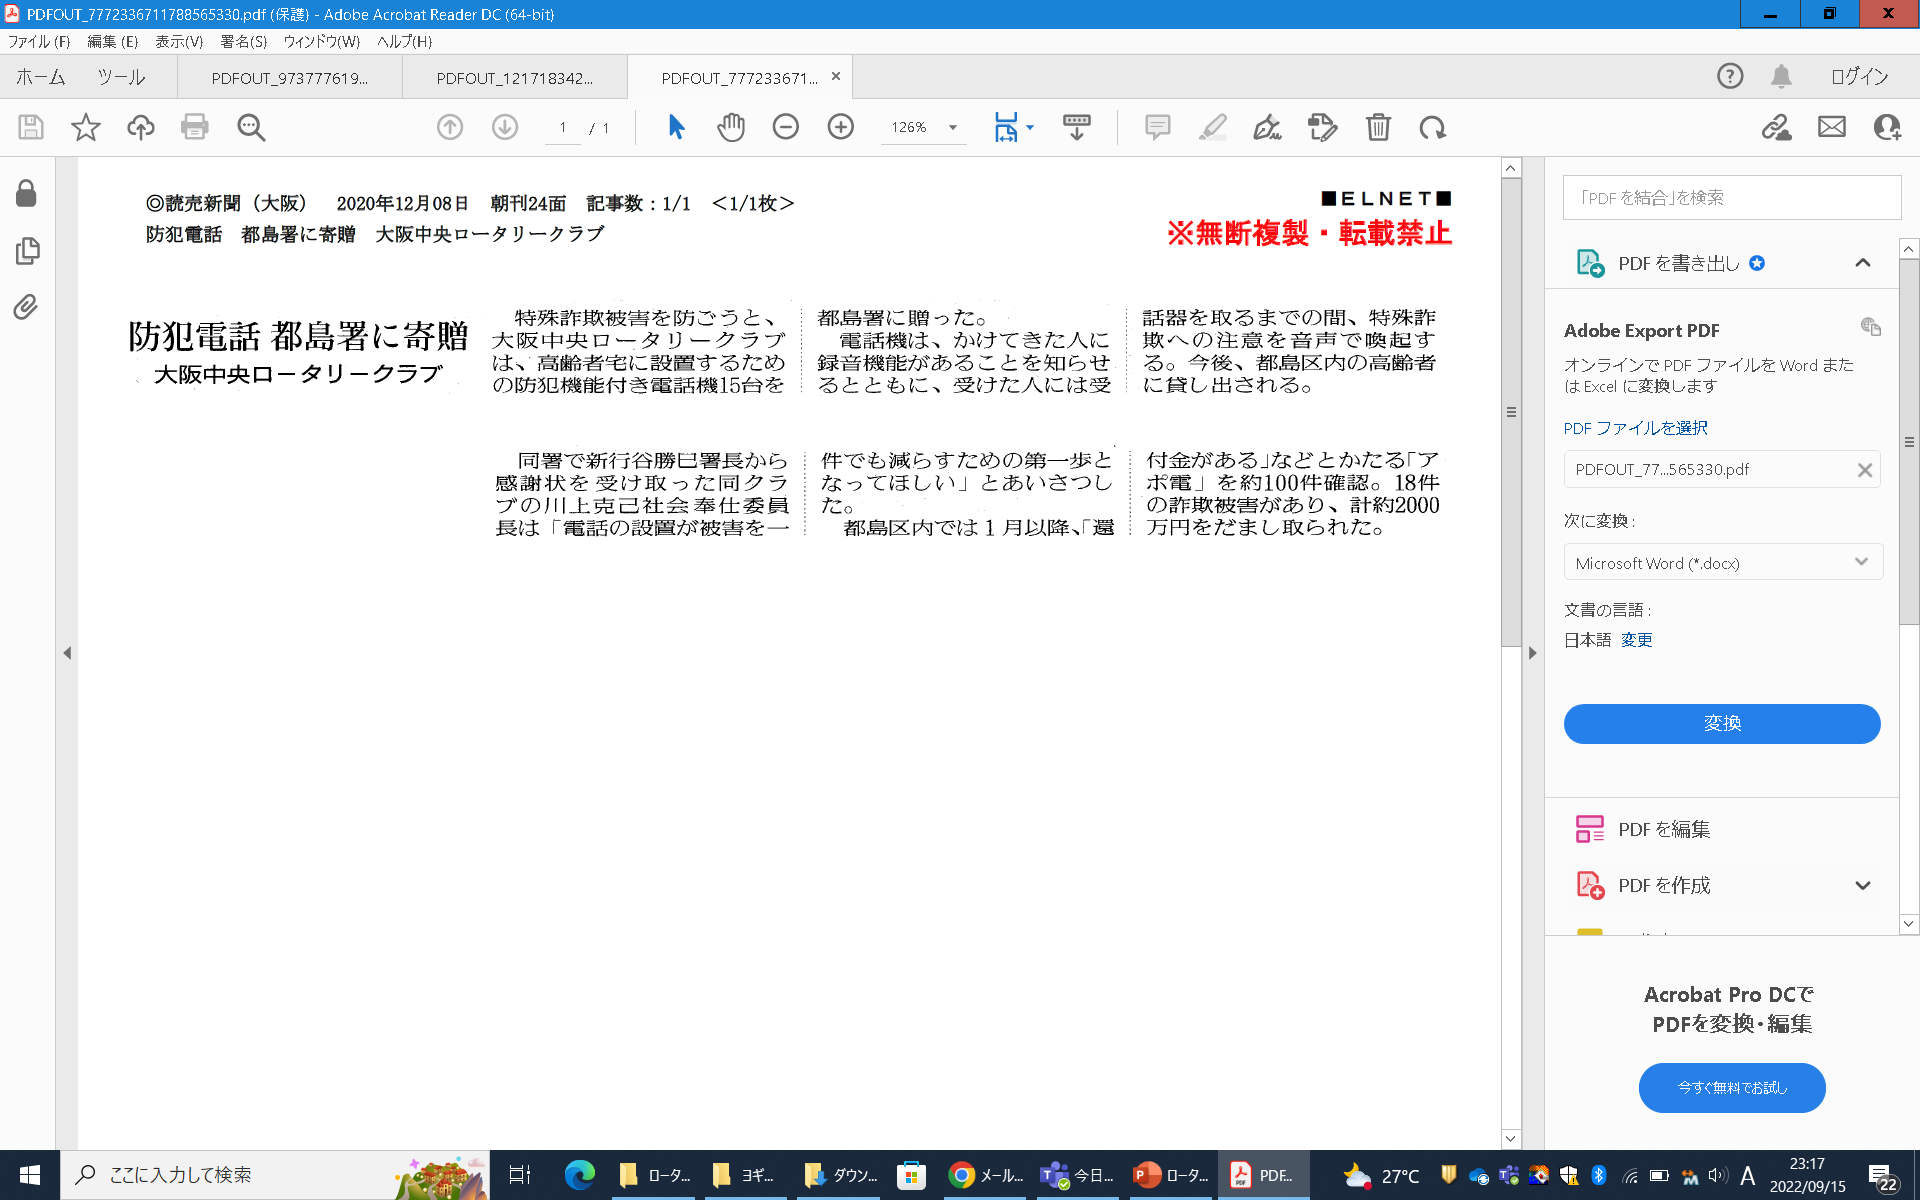 PDFOUT_7772336711788565330.pdf (保護) - Adobe Acrobat Reader DC (64-bit)
ファイル(F) 編集(E) 表示(V) 署名(S) ウィンドウ(W) ヘルプ(H)
ホーム ツール PDFOUT_973777619... PDFOUT_121718342... PDFOUT_777233671... × ログイン
1 / 1 126%
◎読売新聞（大阪） 2020年12月08日 朝刊24面 記事数：1/1 ＜1/1枚＞
防犯電話 都島署に寄贈 大阪中央ロータリークラブ
■ELNET■
※無断複製・転載禁止
防犯電話 都島署に寄贈
大阪中央ロータリークラブ
特殊詐欺被害を防ごうと、
大阪中央ロータリークラブ
は、高齢者宅に設置するため
の防犯機能付き電話機15台を
都島署に贈った。
電話機は、かけてきた人に
録音機能があることを知らせ
るとともに、受けた人には受
話器を取るまでの間、特殊詐
欺への注意を音声で喚起す
る。今後、都島区内の高齢者
に貸し出される。
同署で新行谷勝巳署長から
感謝状を受け取った同クラ
ブの川上克己社会奉仕委員
長は「電話の設置が被害を一
件でも減らすための第一歩と
なってほしい」とあいさつし
た。
都島区内では1月以降、「還
付金がある」などとかたる「ア
ポ電」を約100件確認。18件
の詐欺被害があり、計約2000
万円をだまし取られた。
「PDF を結合」を検索
PDF を書き出し
Adobe Export PDF
オンラインで PDF ファイルを Word また
は Excel に変換します
PDF ファイルを選択
PDFOUT_77...565330.pdf
次に変換 :
Microsoft Word (*.docx)
文書の言語 :
日本語 変更
変換
PDF を編集
PDF を作成
Acrobat Pro DCで
PDFを変換・編集
今すぐ無料でお試し
ここに入力して検索
ロータ... ヨギ... ダウン... メール... 今日... ロータ... PDF...
27°C A 23:17
2022/09/15
22